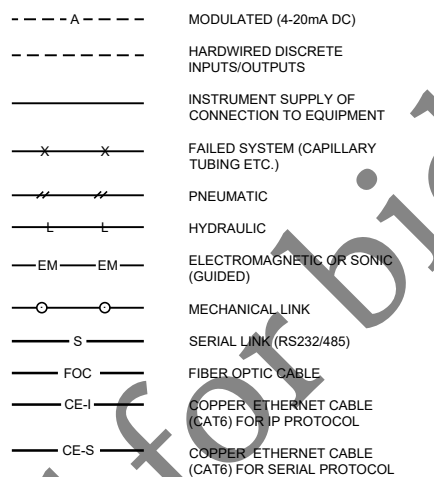 A MODULATED (4-20mA DC)
HARDWIRED DISCRETE
INPUTS/OUTPUTS
INSTRUMENT SUPPLY OF
CONNECTION TO EQUIPMENT
X X FAILED SYSTEM (CAPILLARY
TUBING ETC.)
PNEUMATIC
L L HYDRAULIC
EM EM ELECTROMAGNETIC OR SONIC
(GUIDED)
MECHANICAL LINK
S SERIAL LINK (RS232/485)
FOC FIBER OPTIC CABLE
CE-I COPPER ETHERNET CABLE
(CAT6) FOR IP PROTOCOL
CE-S COPPER ETHERNET CABLE
(CAT6) FOR SERIAL PROTOCOL
for bid